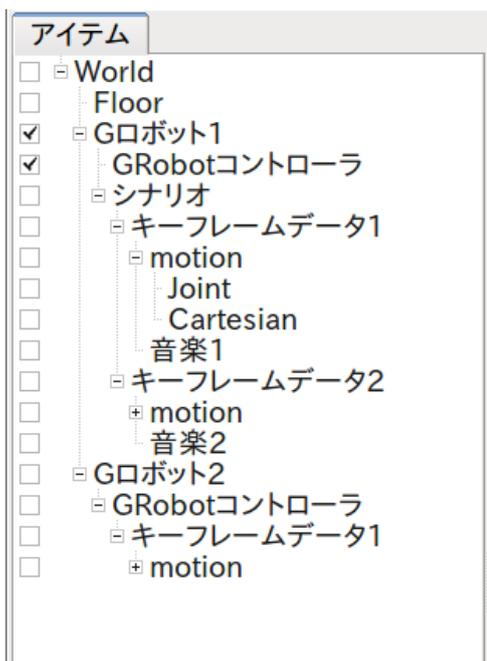 アイテム
World
Floor
Gロボット1
GRobotコントローラ
シナリオ
キーフレームデータ1
motion
Joint
Cartesian
音楽1
キーフレームデータ2
motion
音楽2
Gロボット2
GRobotコントローラ
キーフレームデータ1
motion